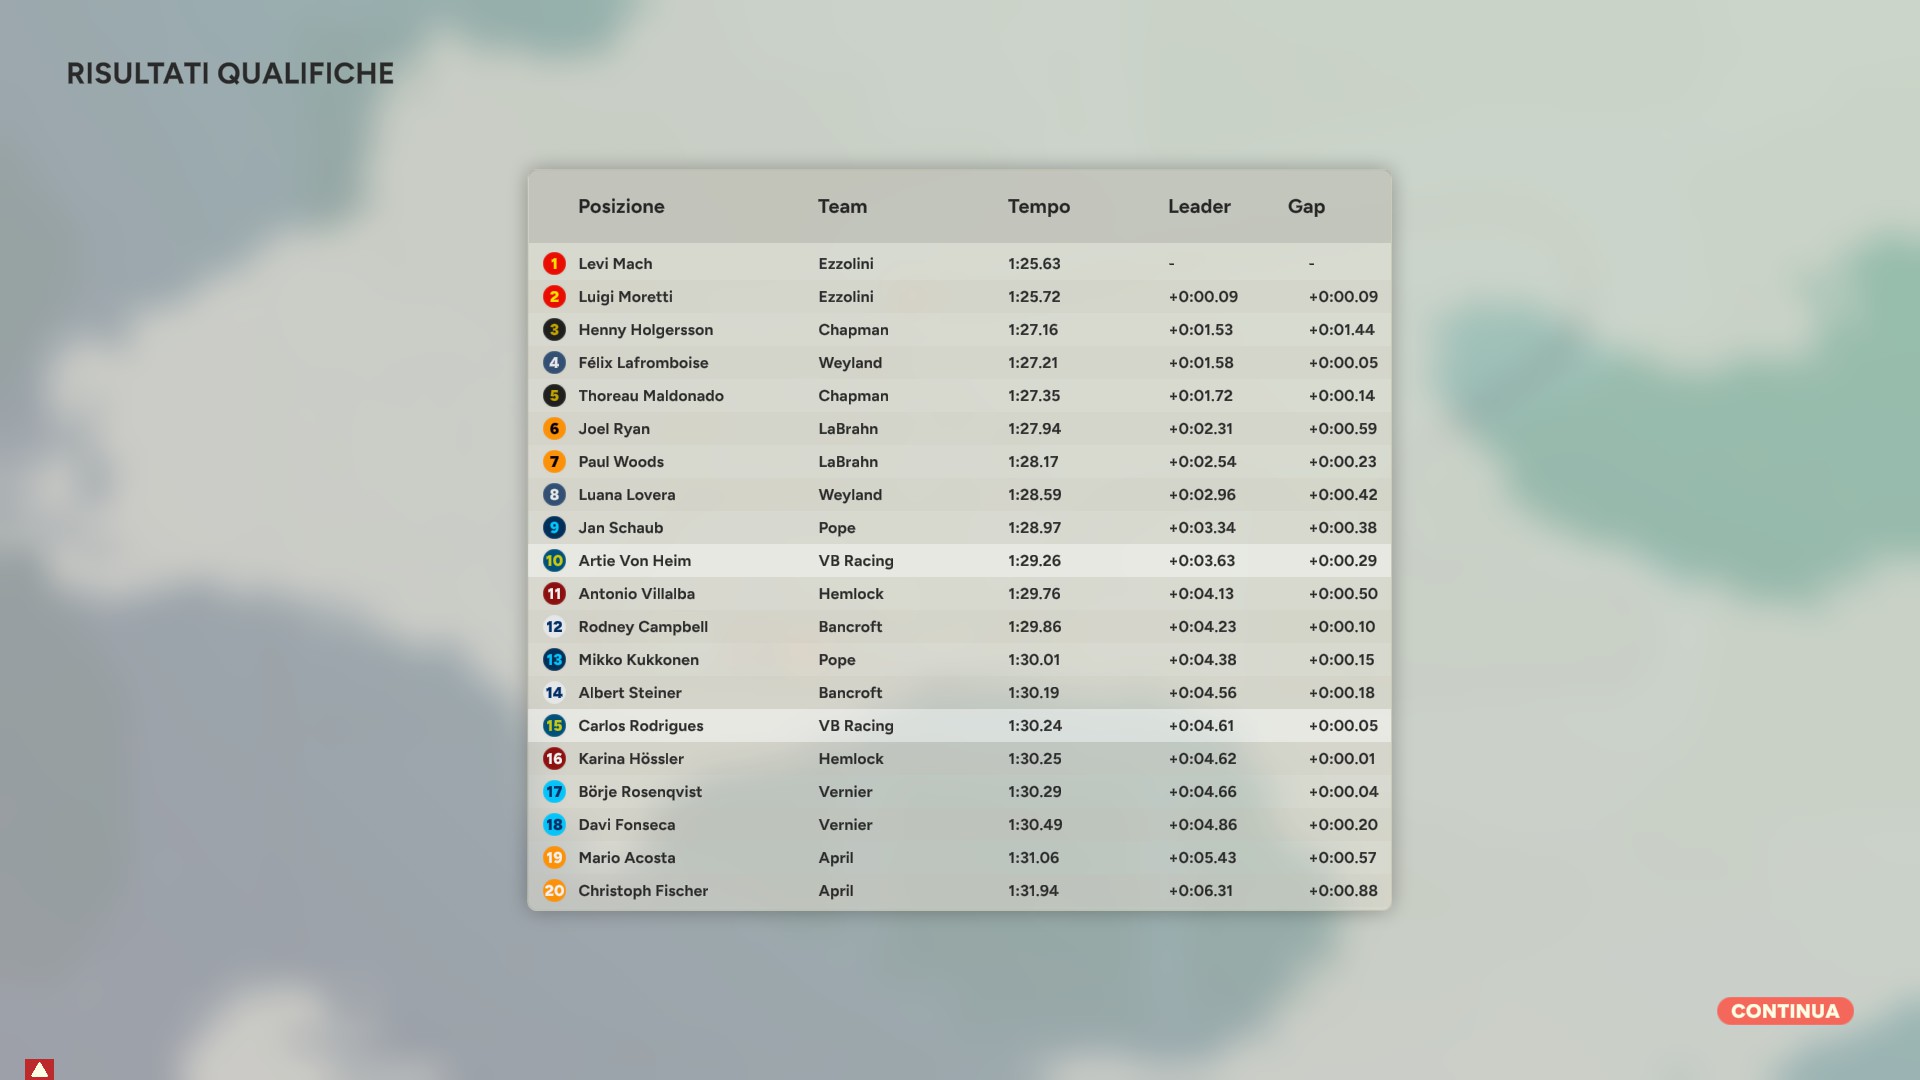 RISULTATI QUALIFICHE
Posizione Team Tempo Leader Gap
1 Levi Mach Ezzolini 1:25.63 - -
2 Luigi Moretti Ezzolini 1:25.72 +0:00.09 +0:00.09
3 Henny Holgersson Chapman 1:27.16 +0:01.53 +0:01.44
4 Félix Lafromboise Weyland 1:27.21 +0:01.58 +0:00.05
5 Thoreau Maldonado Chapman 1:27.35 +0:01.72 +0:00.14
6 Joel Ryan LaBrahn 1:27.94 +0:02.31 +0:00.59
7 Paul Woods LaBrahn 1:28.17 +0:02.54 +0:00.23
8 Luana Lovera Weyland 1:28.59 +0:02.96 +0:00.42
9 Jan Schaub Pope 1:28.97 +0:03.34 +0:00.38
10 Artie Von Heim VB Racing 1:29.26 +0:03.63 +0:00.29
11 Antonio Villalba Hemlock 1:29.76 +0:04.13 +0:00.50
12 Rodney Campbell Bancroft 1:29.86 +0:04.23 +0:00.10
13 Mikko Kukkonen Pope 1:30.01 +0:04.38 +0:00.15
14 Albert Steiner Bancroft 1:30.19 +0:04.56 +0:00.18
15 Carlos Rodrigues VB Racing 1:30.24 +0:04.61 +0:00.05
16 Karina Hössler Hemlock 1:30.25 +0:04.62 +0:00.01
17 Börje Rosenqvist Vernier 1:30.29 +0:04.66 +0:00.04
18 Davi Fonseca Vernier 1:30.49 +0:04.86 +0:00.20
19 Mario Acosta April 1:31.06 +0:05.43 +0:00.57
20 Christoph Fischer April 1:31.94 +0:06.31 +0:00.88
CONTINUA